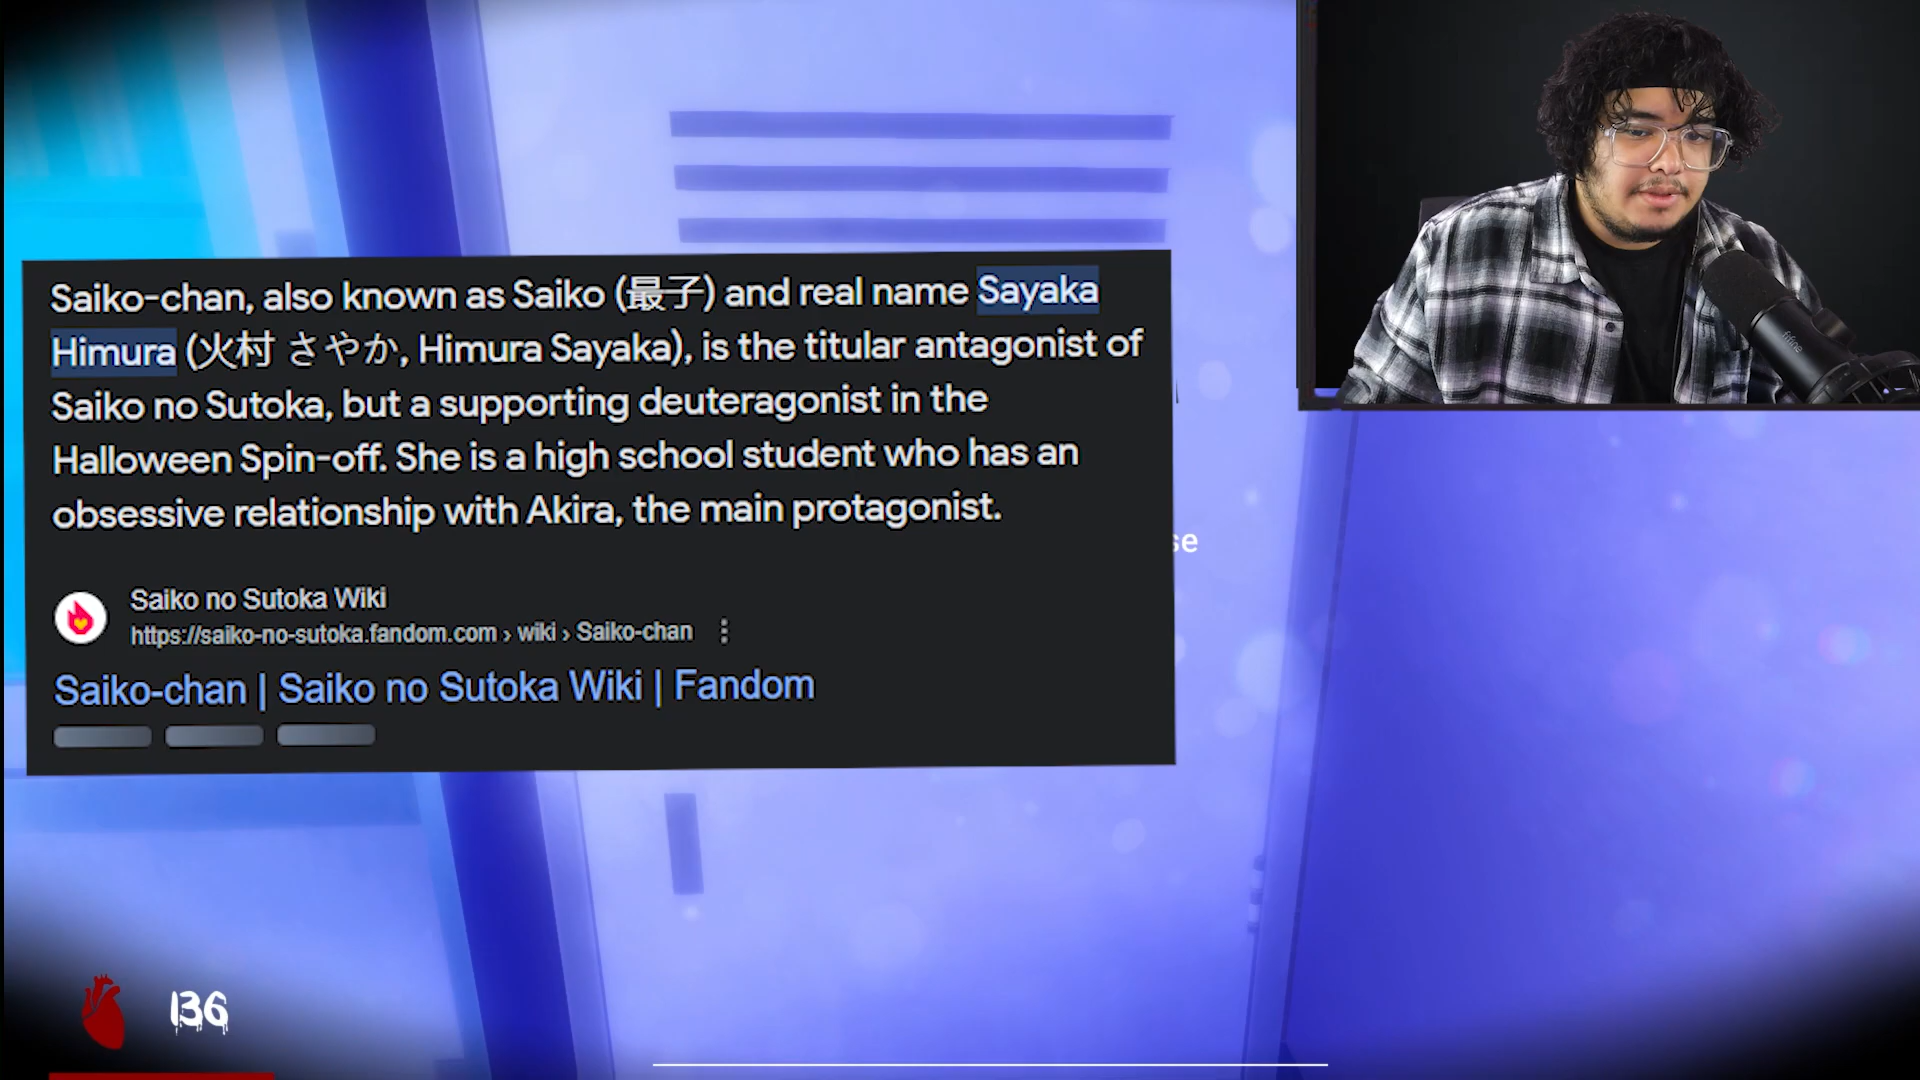 Saiko-chan, also known as Saiko (最子) and real name Sayaka
Himura (火村 さやか, Himura Sayaka), is the titular antagonist of
Saiko no Sutoka, but a supporting deuteragonist in the
Halloween Spin-off. She is a high school student who has an
obsessive relationship with Akira, the main protagonist.
se
Saiko no Sutoka Wiki
https://saiko-no-sutoka.fandom.com › wiki › Saiko-chan
Saiko-chan | Saiko no Sutoka Wiki | Fandom
136
fifine